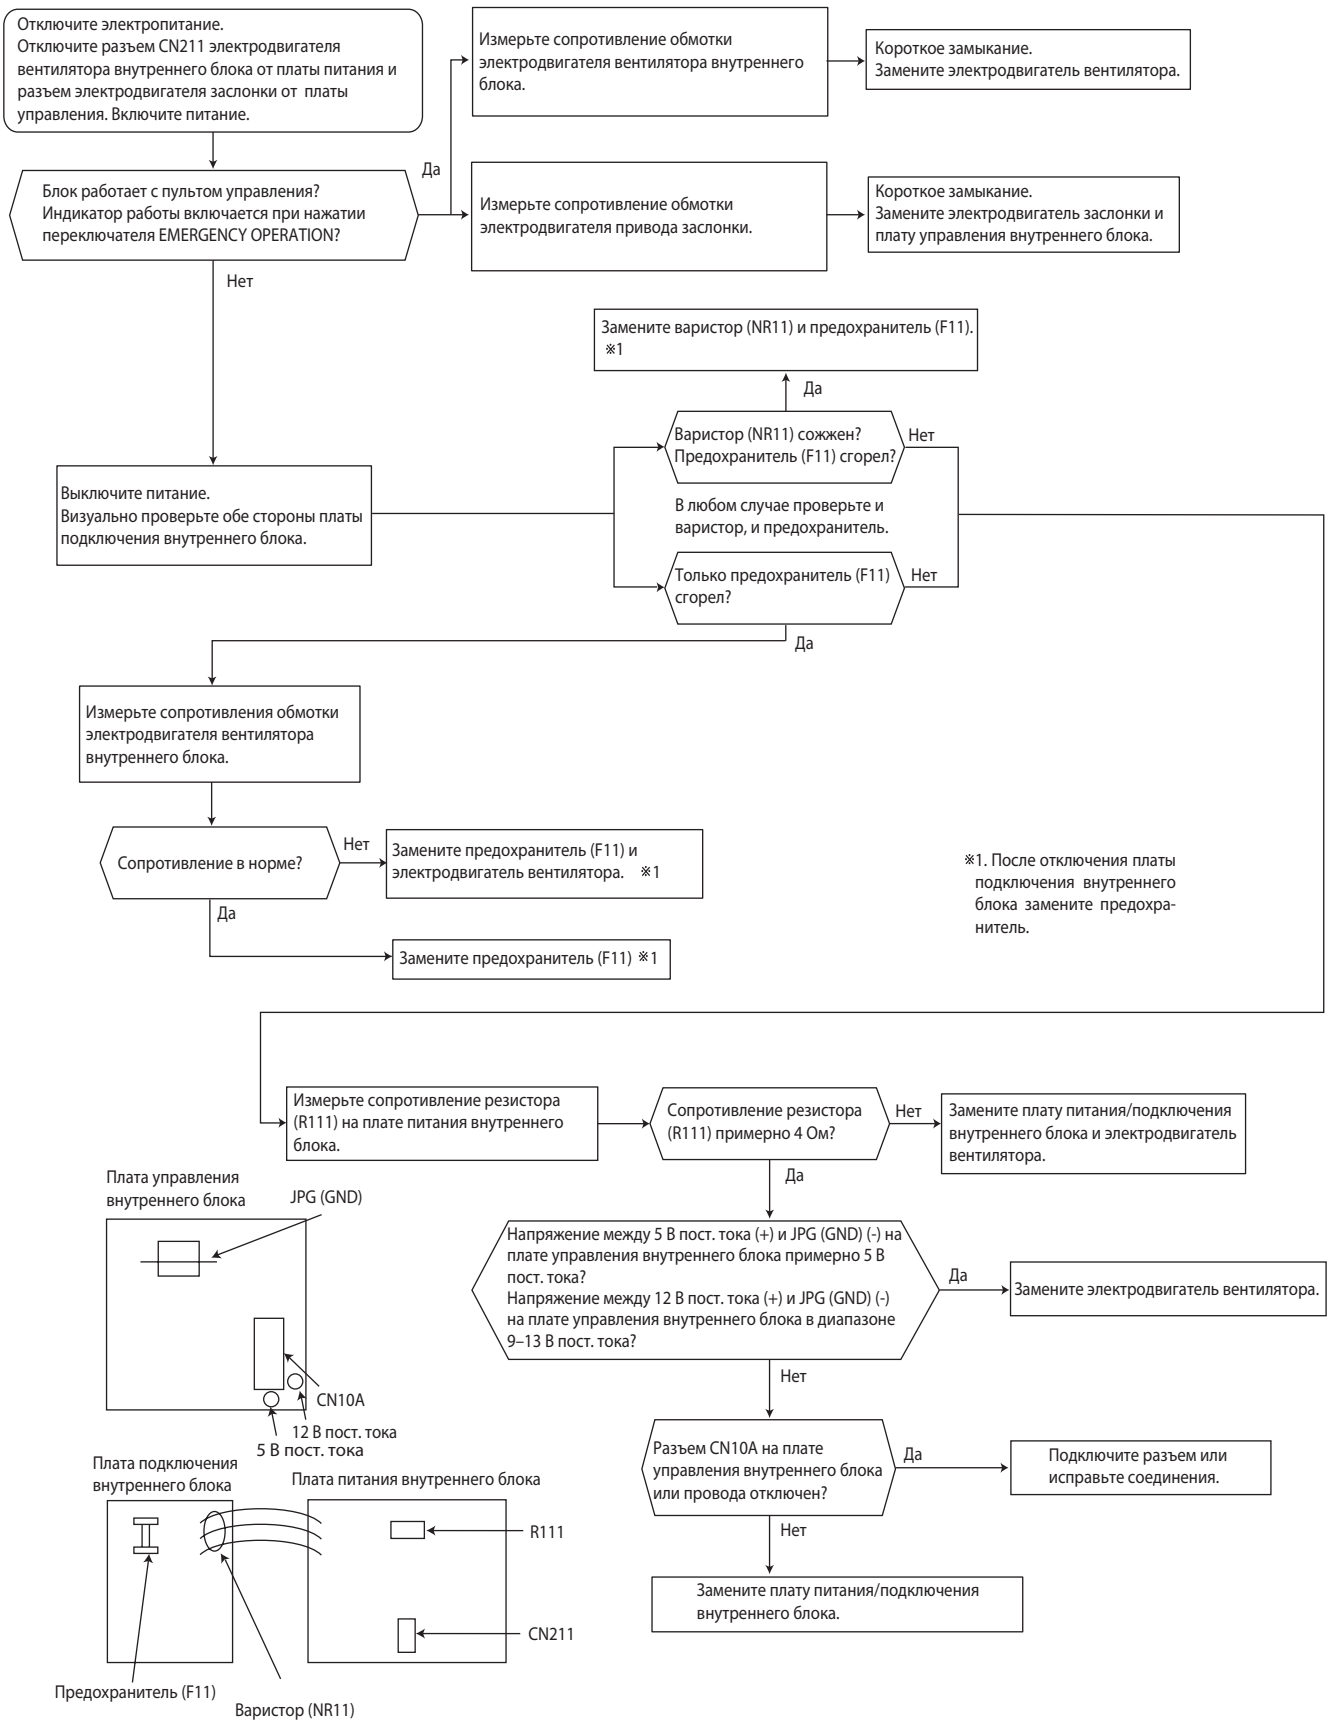 Отключите электропитание.
Отключите разъем CN211 электродвигателя
вентилятора внутреннего блока от платы питания и
разъем электродвигателя заслонки от платы
управления. Включите питание.
Измерьте сопротивление обмотки
электродвигателя вентилятора внутреннего
блока.
Короткое замыкание.
Замените электродвигатель вентилятора.
Да
Блок работает с пультом управления?
Индикатор работы включается при нажатии
переключателя EMERGENCY OPERATION?
Измерьте сопротивление обмотки
электродвигателя привода заслонки.
Короткое замыкание.
Замените электродвигатель заслонки и
плату управления внутреннего блока.
Нет
Замените варистор (NR11) и предохранитель (F11).
※1
Да
Варистор (NR11) сожжен?
Предохранитель (F11) сгорел?
Нет
Выключите питание.
Визуально проверьте обе стороны платы
подключения внутреннего блока.
В любом случае проверьте и
варистор, и предохранитель.
Только предохранитель (F11)
сгорел?
Нет
Да
Измерьте сопротивления обмотки
электродвигателя вентилятора
внутреннего блока.
Сопротивление в норме?
Нет
Замените предохранитель (F11) и
электродвигатель вентилятора. ※1
Да
Замените предохранитель (F11) ※1
※1. После отключения платы
подключения внутреннего
блока замените предохра-
нитель.
Измерьте сопротивление резистора
(R111) на плате питания внутреннего
блока.
Сопротивление резистора
(R111) примерно 4 Ом?
Нет
Замените плату питания/подключения
внутреннего блока и электродвигатель
вентилятора.
Да
Плата управления
внутреннего блока
JPG (GND)
Напряжение между 5 В пост. тока (+) и JPG (GND) (-) на
плате управления внутреннего блока примерно 5 В
пост. тока?
Напряжение между 12 В пост. тока (+) и JPG (GND) (-)
на плате управления внутреннего блока в диапазоне
9–13 В пост. тока?
Да
Замените электродвигатель вентилятора.
Нет
CN10A
12 В пост. тока
5 В пост. тока
Разъем CN10A на плате
управления внутреннего блока
или провода отключен?
Да
Подключите разъем или
исправьте соединения.
Нет
Замените плату питания/подключения
внутреннего блока.
Плата подключения
внутреннего блока
Плата питания внутреннего блока
R111
CN211
Предохранитель (F11)
Варистор (NR11)